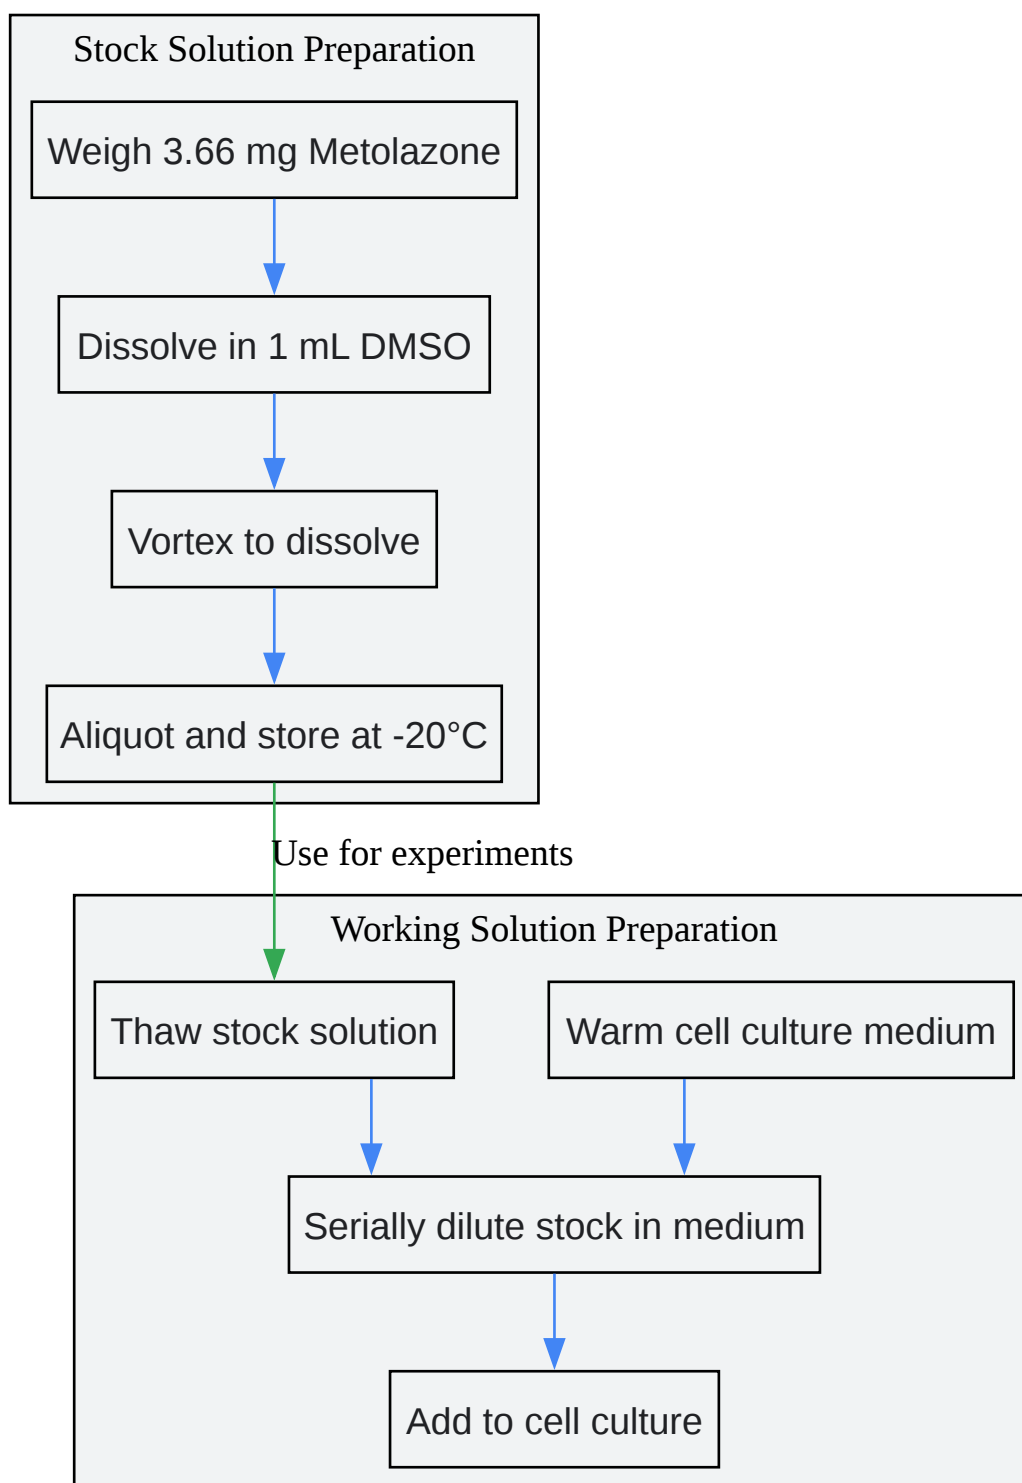 Stock Solution Preparation
Weigh 3.66 mg Metolazone
Dissolve in 1 mL DMSO
Vortex to dissolve
Aliquot and store at -20°C
Use for experiments
Working Solution Preparation
Thaw stock solution
Warm cell culture medium
Serially dilute stock in medium
Add to cell culture